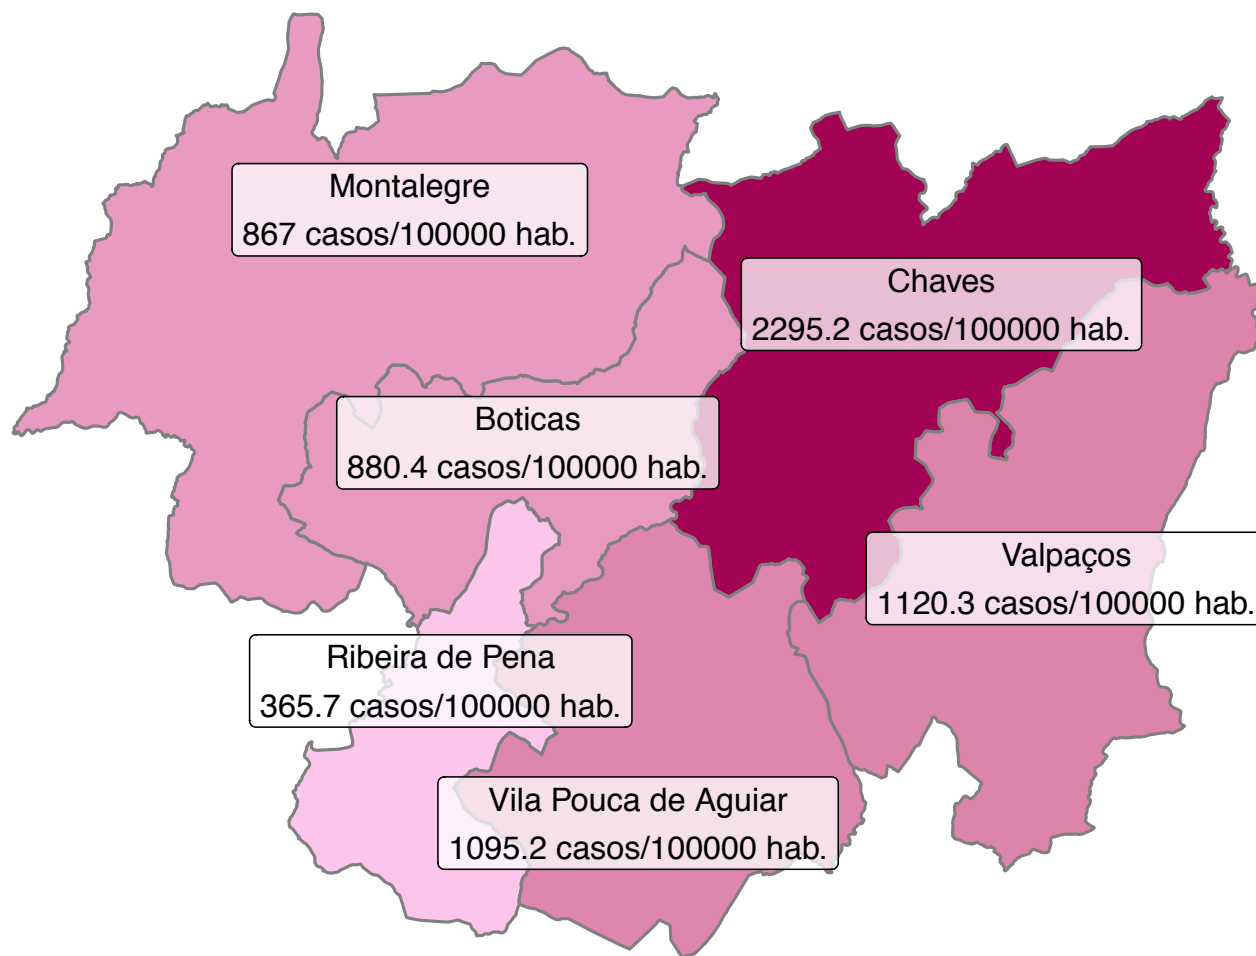 Montalegre
867 casos/100000 hab.
Chaves
2295.2 casos/100000 hab.
Boticas
880.4 casos/100000 hab.
Valpaços
1120.3 casos/100000 hab.
Ribeira de Pena
365.7 casos/100000 hab.
Vila Pouca de Aguiar
1095.2 casos/100000 hab.